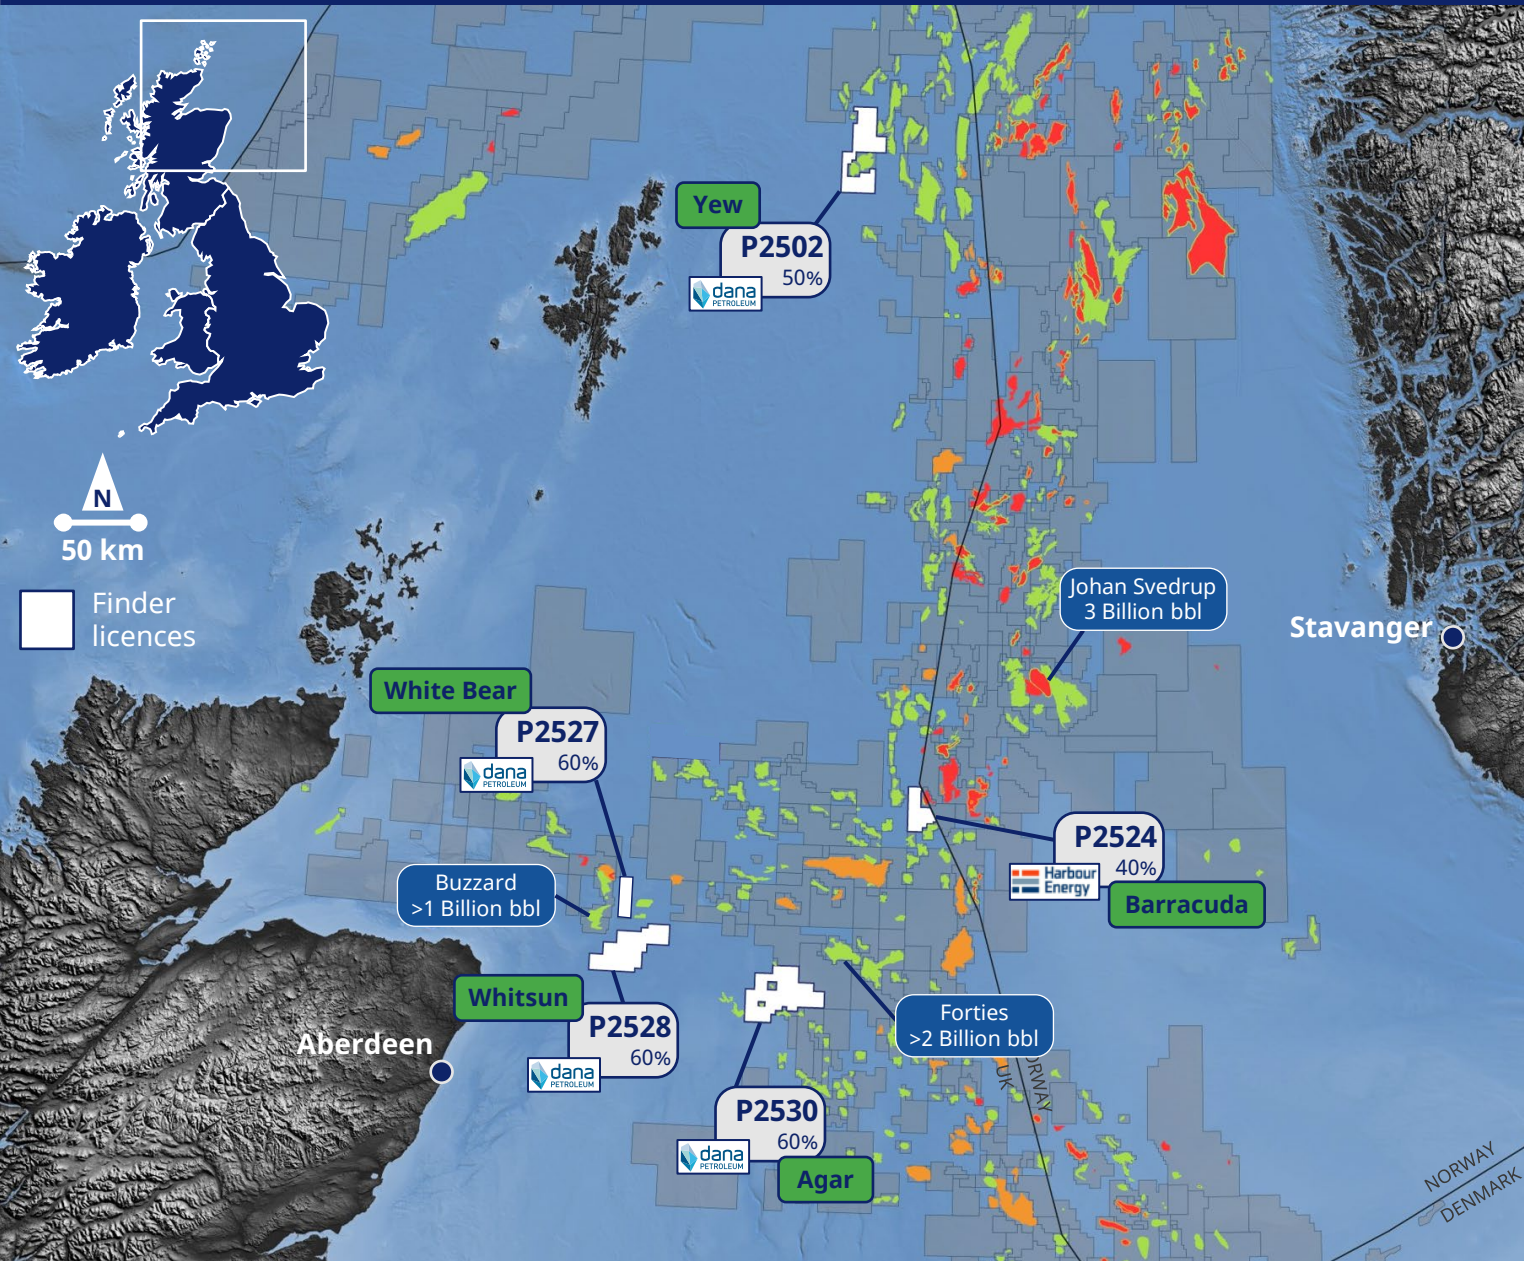 Yew
P2502
50%
dana
PETROLEUM
N
50 km
Finder
licences
Johan Svedrup
3 Billion bbl
Stavanger
White Bear
P2527
60%
dana
PETROLEUM
P2524
40%
Harbour
Energy
Barracuda
Buzzard
>1 Billion bbl
Whitsun
P2528
60%
dana
PETROLEUM
Aberdeen
Forties
>2 Billion bbl
UK
NORWAY
P2530
60%
dana
PETROLEUM
Agar
NORWAY
DENMARK